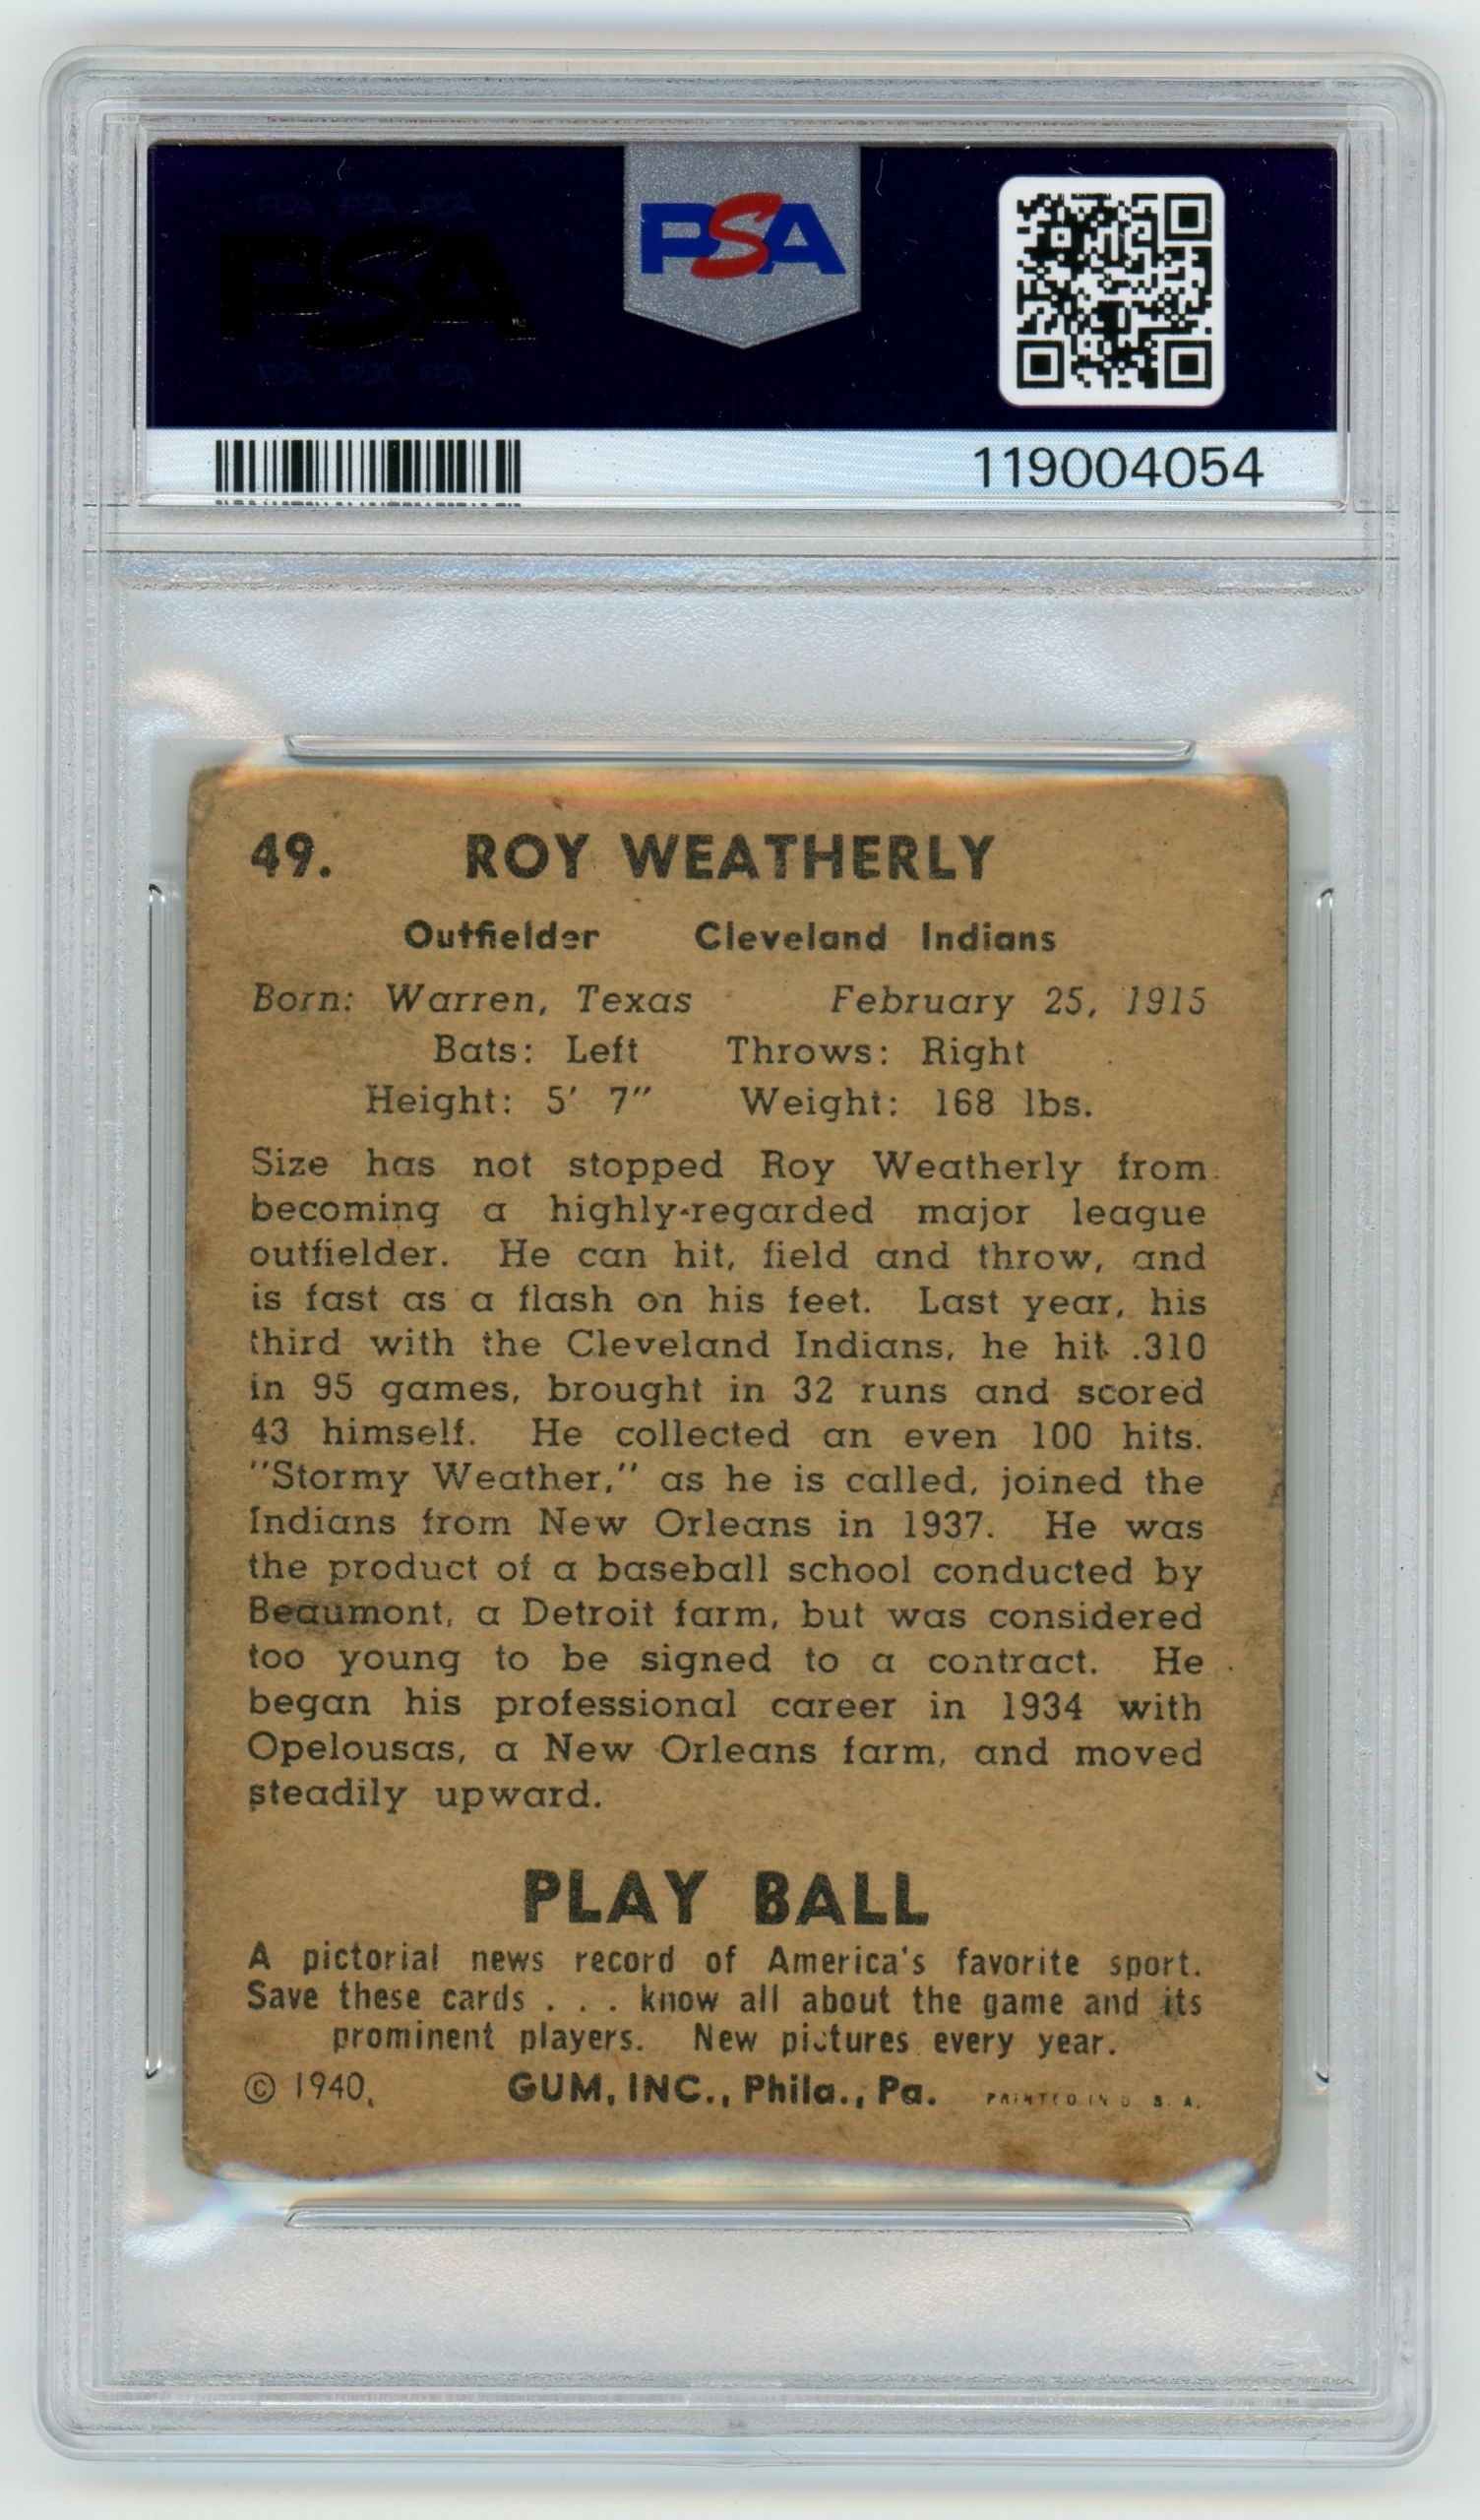 PSA PSA PSA
PSA
PSA PSA PSA
PSA
119004054
49. ROY WEATHERLY
Outfielder Cleveland Indians
Born: Warren, Texas February 25, 1915
Bats: Left Throws: Right
Height: 5' 7" Weight: 168 lbs.
Size has not stopped Roy Weatherly from
becoming a highly-regarded major league
outfielder. He can hit, field and throw, and
is fast as a flash on his feet. Last year, his
third with the Cleveland Indians, he hit .310
in 95 games, brought in 32 runs and scored
43 himself. He collected an even 100 hits.
"Stormy Weather," as he is called, joined the
Indians from New Orleans in 1937. He was
the product of a baseball school conducted by
Beaumont, a Detroit farm, but was considered
too young to be signed to a contract. He
began his professional career in 1934 with
Opelousas, a New Orleans farm, and moved
steadily upward.
PLAY BALL
A pictorial news record of America's favorite sport.
Save these cards . . . know all about the game and its
prominent players. New pictures every year.
© 1940, GUM, INC., Phila., Pa. PRINTED IN U. S. A.